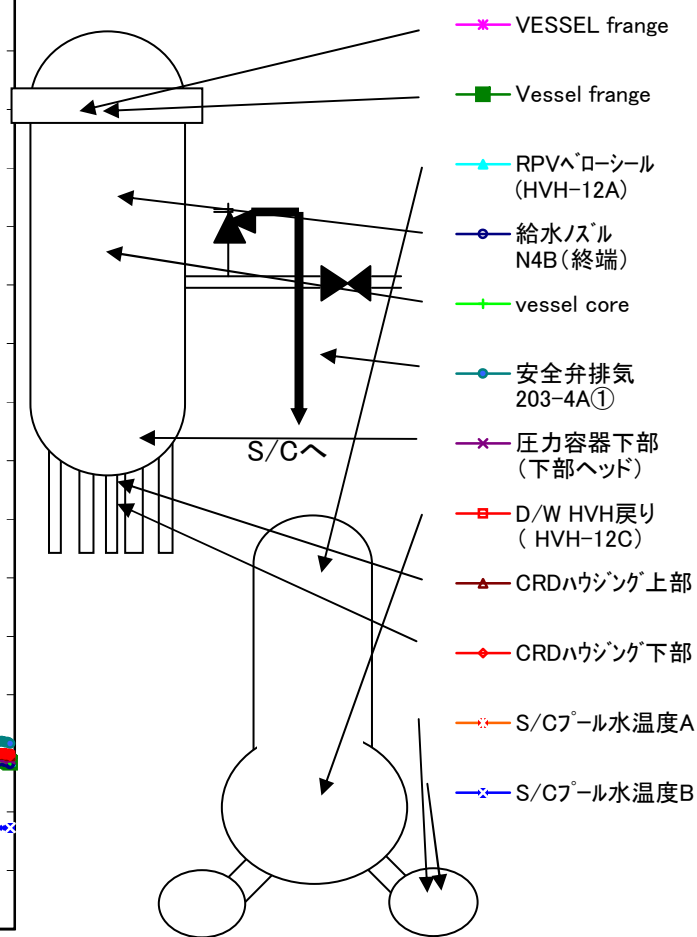 VESSEL frange
Vessel frange
RPVベローシール
(HVH-12A)
給水ノズル
N4B(終端)
vessel core
安全弁排気
203-4A①
圧力容器下部
(下部ヘッド)
D/W HVH戻り
( HVH-12C)
CRDハウジング上部
CRDハウジング下部
S/Cプール水温度A
S/Cプール水温度B
S/Cへ